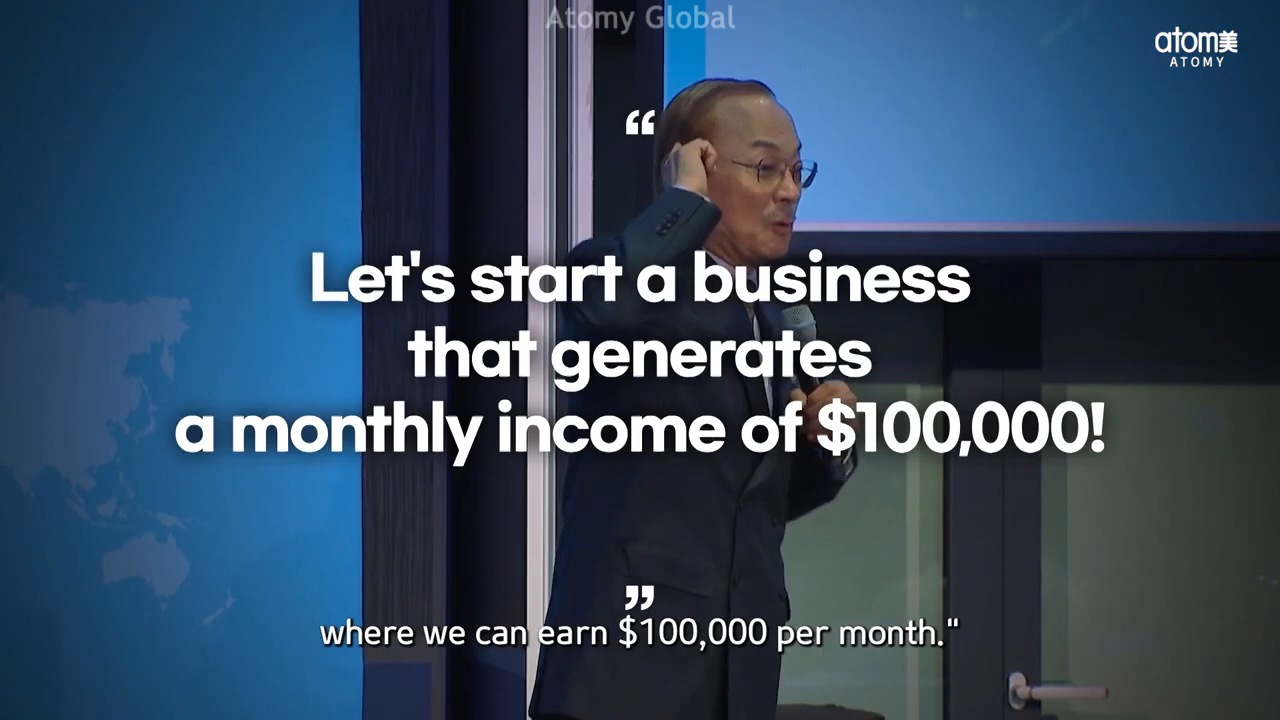 Atomy Global
atom美
ATOMY
“
Let's start a business
that generates
a monthly income of $100,000!
”
where we can earn $100,000 per month."